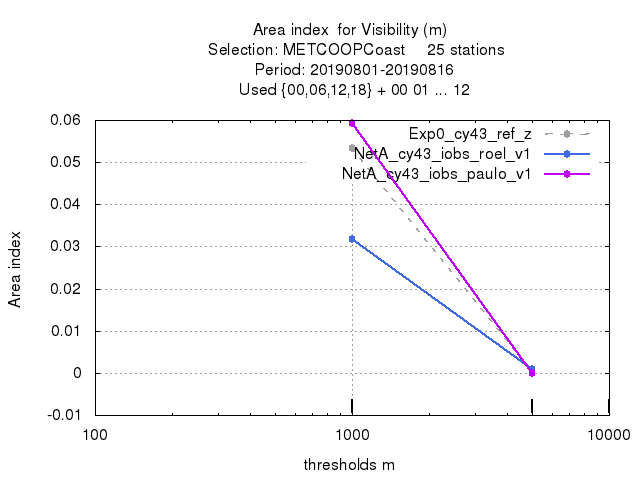 Area index  for Visibility (m)
Selection: METCOOPCoast     25 stations
Period: 20190801-20190816
Used {00,06,12,18} + 00 01 ... 12
Exp0_cy43_ref_z
NetA_cy43_iobs_roel_v1
NetA_cy43_iobs_paulo_v1
Area index
0.06
0.05
0.04
0.03
0.02
0.01
0
-0.01
100
1000
10000
thresholds m